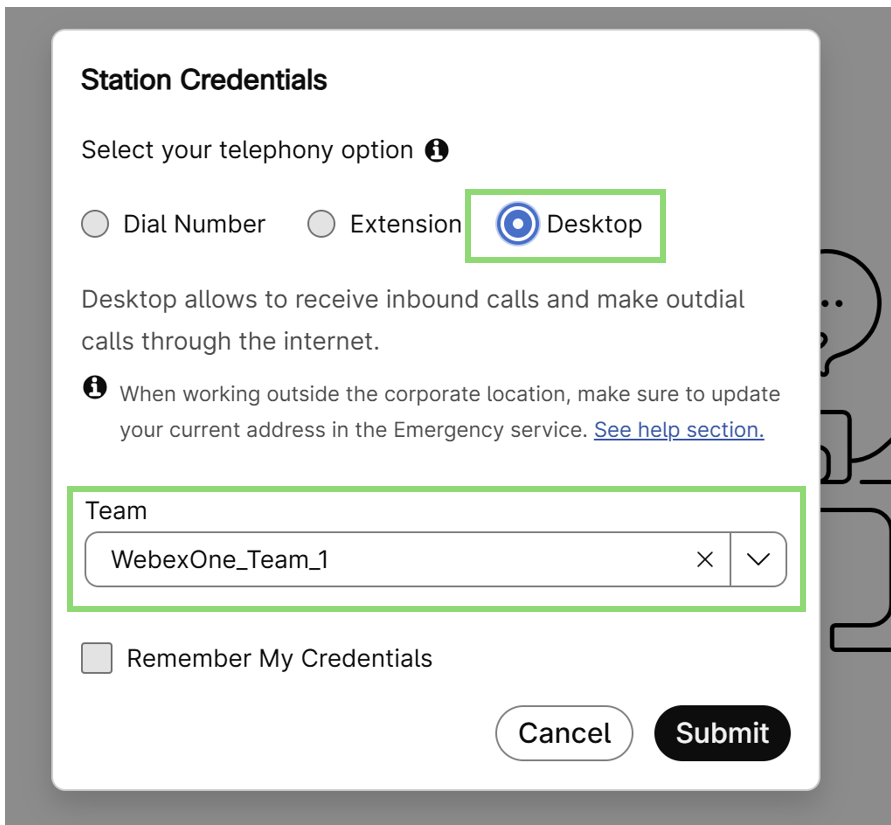 Station Credentials
Select your telephony option
Dial Number Extension Desktop
Desktop allows to receive inbound calls and make outdial
calls through the internet.
When working outside the corporate location, make sure to update
your current address in the Emergency service. See help section.
Team
WebexOne_Team_1
Remember My Credentials
Cancel Submit